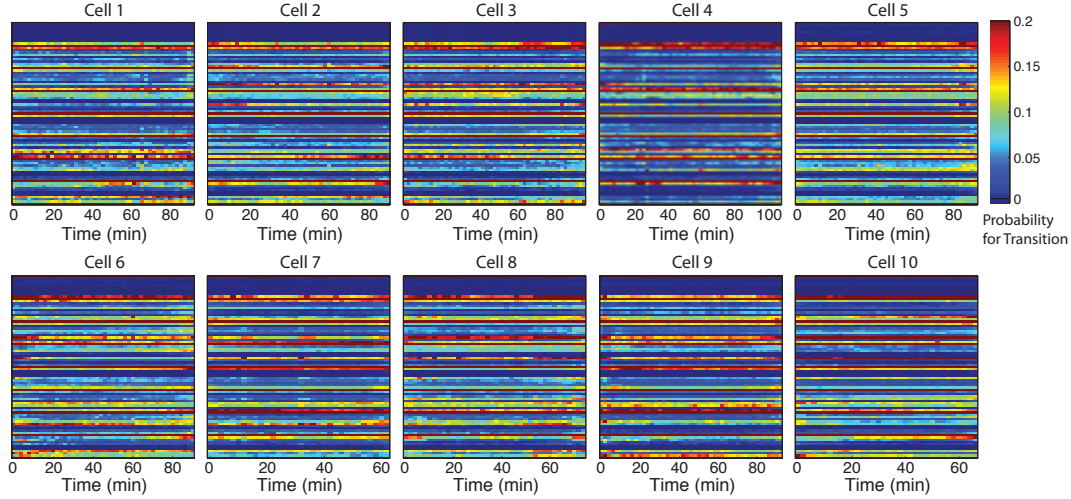 Cell 1 Cell 2 Cell 3 Cell 4 Cell 5
0.2
0.15
0.1
0.05
0
0 20 40 60 80 0 20 40 60 80 0 20 40 60 80 0 20 40 60 80 100 0 20 40 60 80
Time (min) Time (min) Time (min) Time (min) Time (min)
Probability
for Transition
Cell 6 Cell 7 Cell 8 Cell 9 Cell 10
0 20 40 60 80 0 20 40 60 0 20 40 60 0 20 40 60 80 0 20 40 60
Time (min) Time (min) Time (min) Time (min) Time (min)